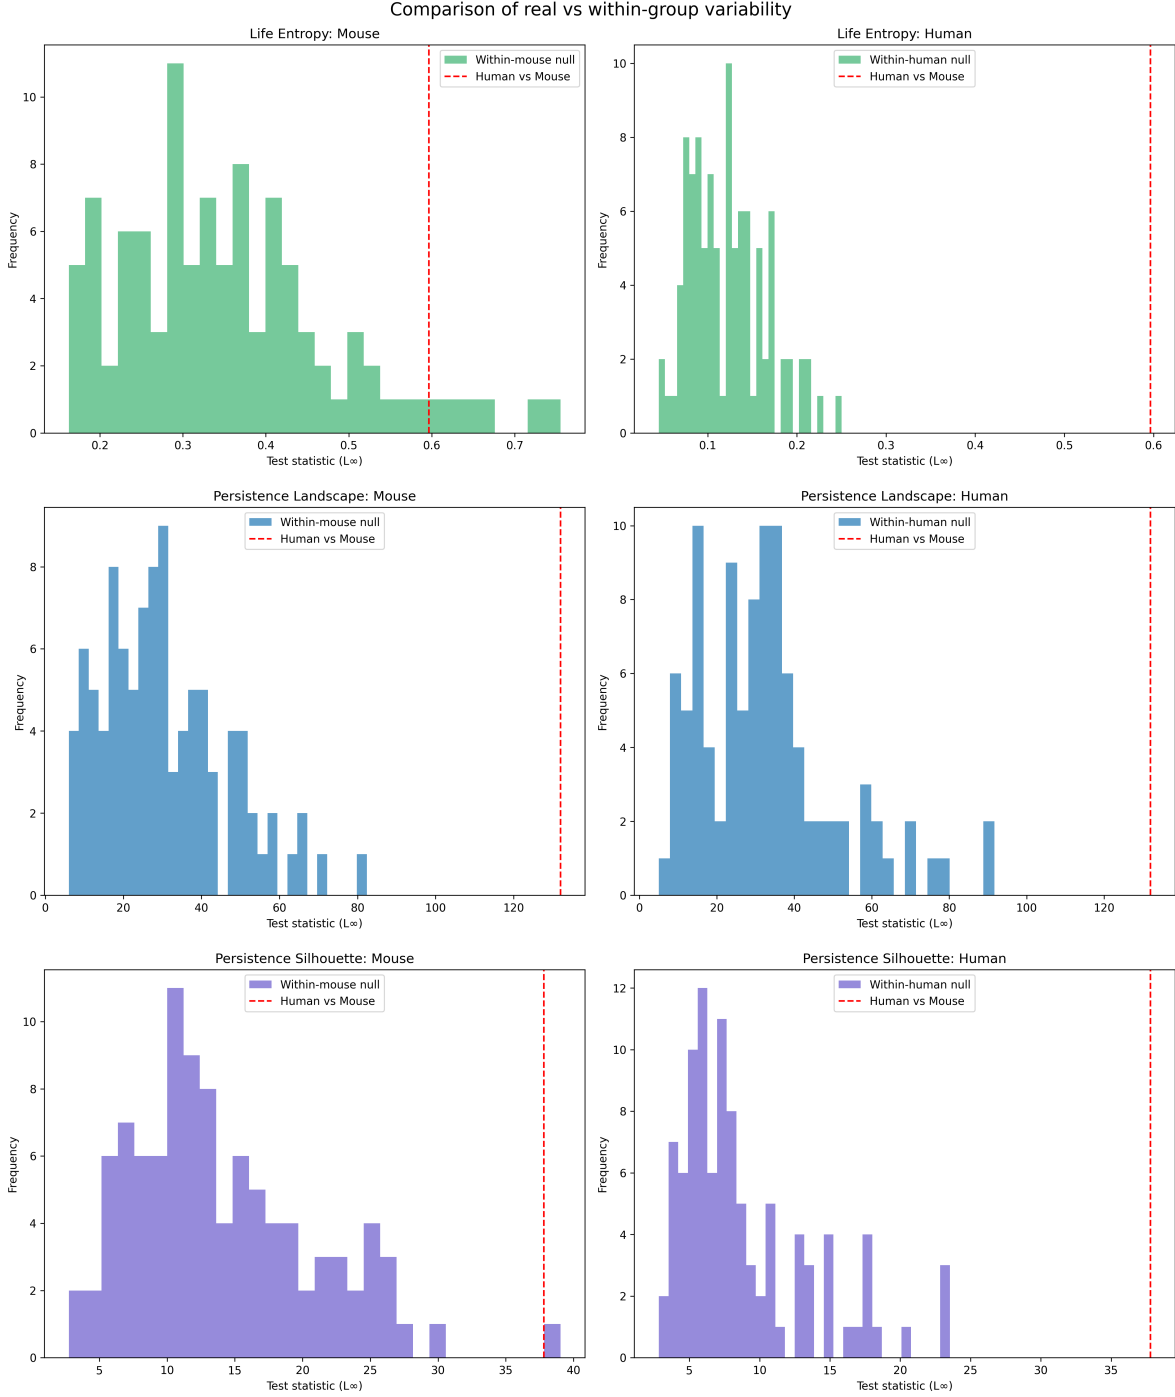 Comparison of real vs within-group variability
Life Entropy: Mouse
Within-mouse null
Human vs Mouse
Frequency
10
8
6
4
2
0
0.2 0.3 0.4 0.5 0.6 0.7
Test statistic (L∞)
Life Entropy: Human
Within-human null
Human vs Mouse
Frequency
10
8
6
4
2
0
0.1 0.2 0.3 0.4 0.5 0.6
Test statistic (L∞)
Persistence Landscape: Mouse
Within-mouse null
Human vs Mouse
Frequency
8
6
4
2
0
0 20 40 60 80 100 120
Test statistic (L∞)
Persistence Landscape: Human
Within-human null
Human vs Mouse
Frequency
10
8
6
4
2
0
0 20 40 60 80 100 120
Test statistic (L∞)
Persistence Silhouette: Mouse
Within-mouse null
Human vs Mouse
Frequency
10
8
6
4
2
0
5 10 15 20 25 30 35 40
Test statistic (L∞)
Persistence Silhouette: Human
Within-human null
Human vs Mouse
Frequency
12
10
8
6
4
2
0
5 10 15 20 25 30 35
Test statistic (L∞)